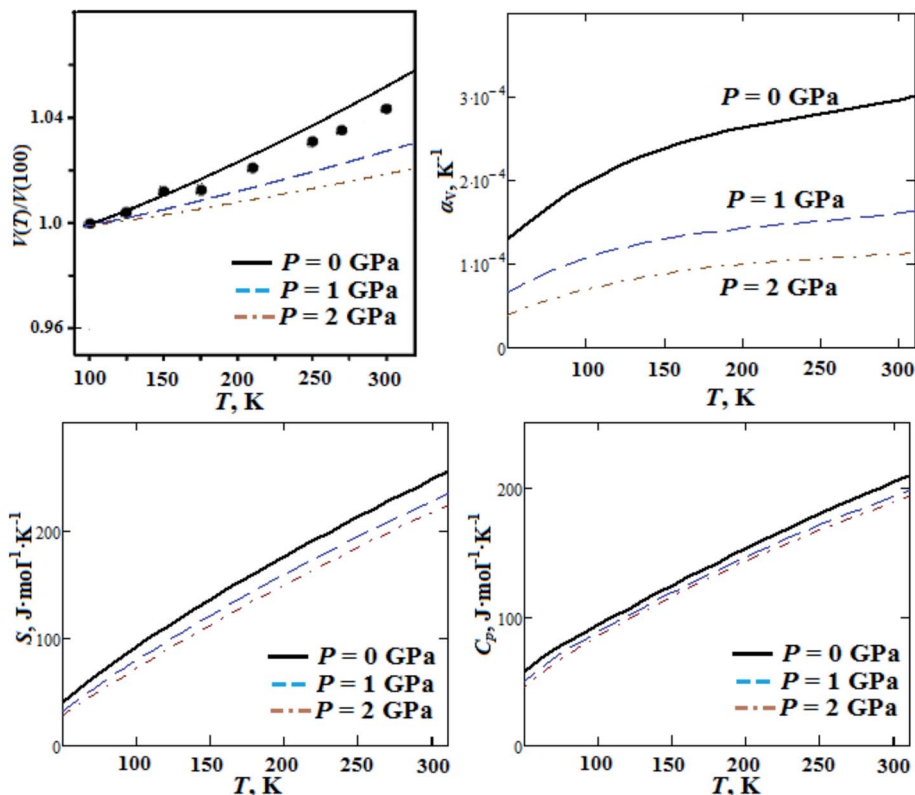 V(T)/V(100)
1.04
1.0
0.96
P = 0 GPa
P = 1 GPa
P = 2 GPa
100 150 200 250 300
T, K
αV, K-1
3·10-4
2·10-4
1·10-4
0
P = 0 GPa
P = 1 GPa
P = 2 GPa
100 150 200 250 300
T, K
S, J·mol-1·K-1
200
100
0
P = 0 GPa
P = 1 GPa
P = 2 GPa
100 150 200 250 300
T, K
Cp, J·mol-1·K-1
200
100
0
P = 0 GPa
P = 1 GPa
P = 2 GPa
100 150 200 250 300
T, K